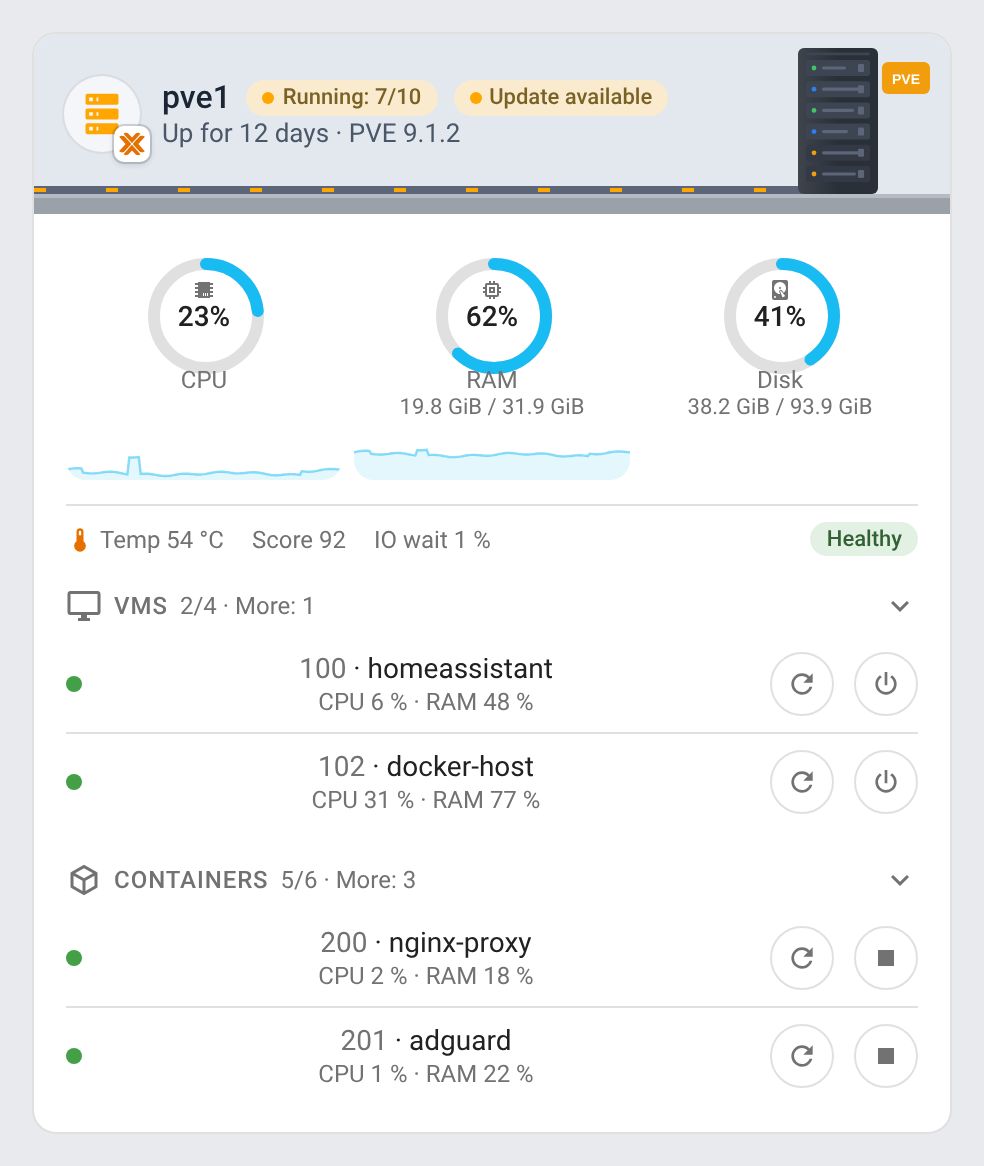 pve1 Running: 7/10 Update available
Up for 12 days · PVE 9.1.2
PVE
23%
CPU
62%
RAM
19.8 GiB / 31.9 GiB
41%
Disk
38.2 GiB / 93.9 GiB
Temp 54 °C Score 92 IO wait 1 % Healthy
VMS 2/4 · More: 1
100 · homeassistant
CPU 6 % · RAM 48 %
102 · docker-host
CPU 31 % · RAM 77 %
CONTAINERS 5/6 · More: 3
200 · nginx-proxy
CPU 2 % · RAM 18 %
201 · adguard
CPU 1 % · RAM 22 %